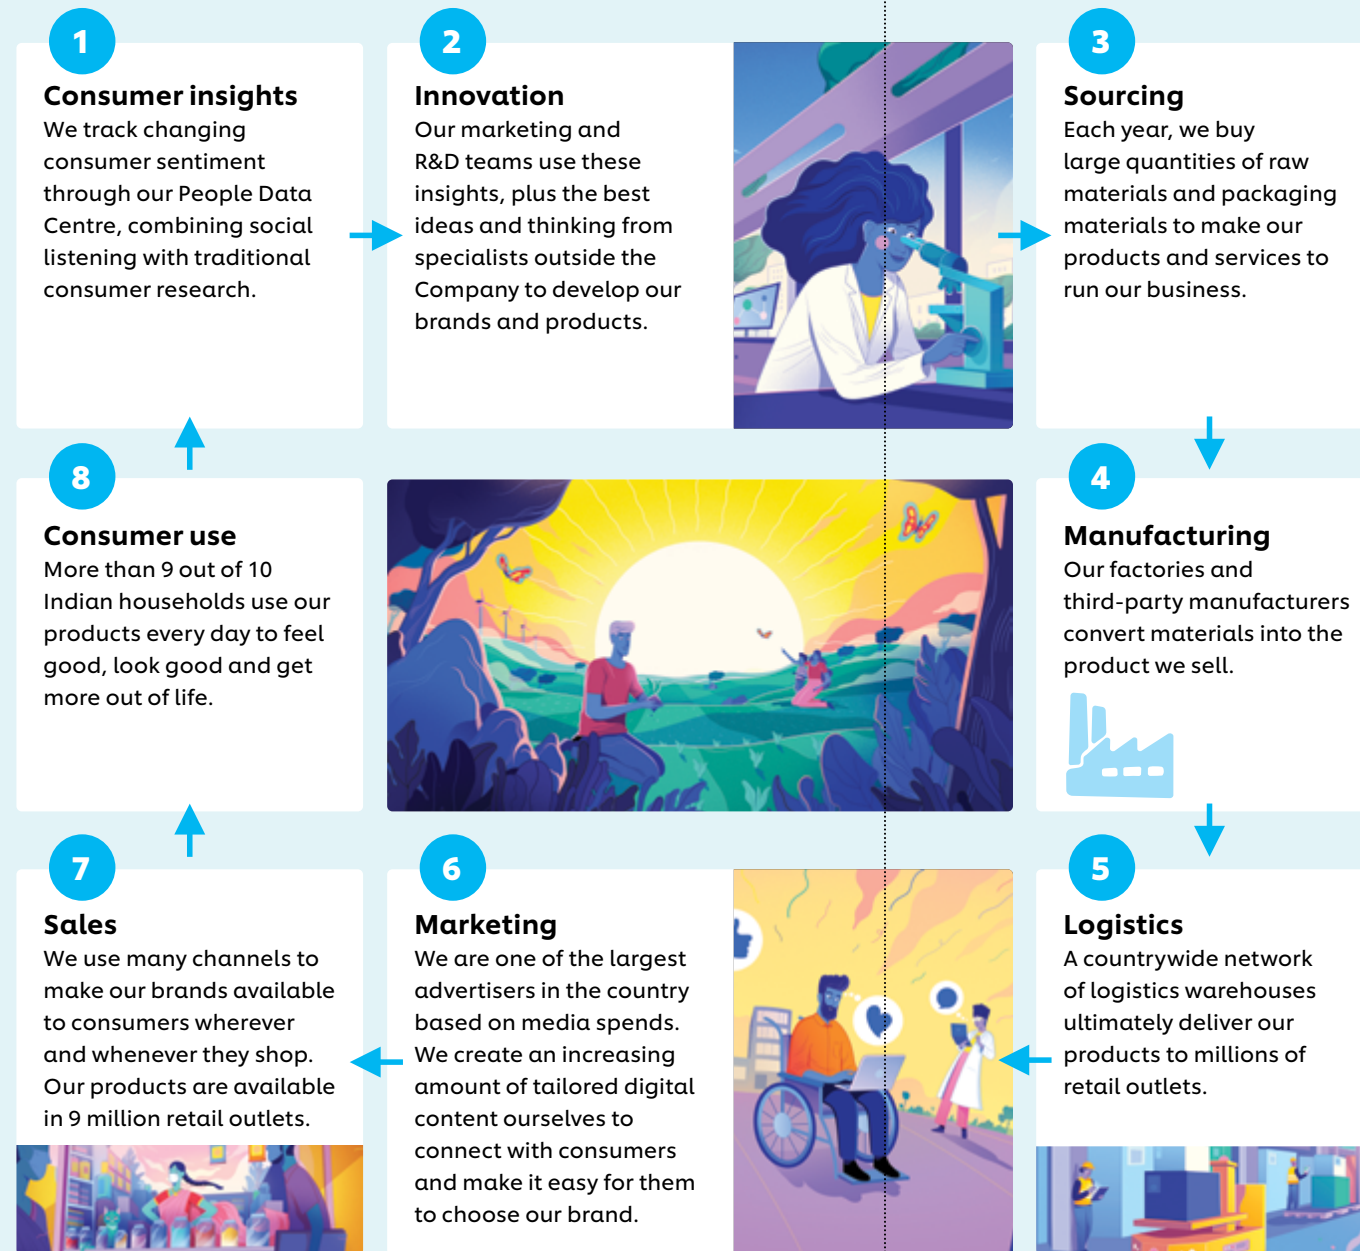 1
Consumer insights
We track changing
consumer sentiment
through our People Data
Centre, combining social
listening with traditional
consumer research.
2
Innovation
Our marketing and
R&D teams use these
insights, plus the best
ideas and thinking from
specialists outside the
Company to develop our
brands and products.
3
Sourcing
Each year, we buy
large quantities of raw
materials and packaging
materials to make our
products and services to
run our business.
4
Manufacturing
Our factories and
third-party manufacturers
convert materials into the
product we sell.
5
Logistics
A countrywide network
of logistics warehouses
ultimately deliver our
products to millions of
retail outlets.
6
Marketing
We are one of the largest
advertisers in the country
based on media spends.
We create an increasing
amount of tailored digital
content ourselves to
connect with consumers
and make it easy for them
to choose our brand.
7
Sales
We use many channels to
make our brands available
to consumers wherever
and whenever they shop.
Our products are available
in 9 million retail outlets.
8
Consumer use
More than 9 out of 10
Indian households use our
products every day to feel
good, look good and get
more out of life.